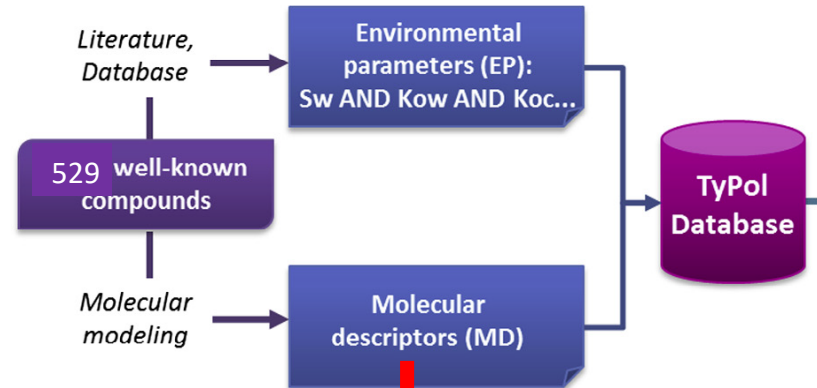 Literature,
Database
Environmental
parameters (EP):
Sw AND Kow AND Koc...
529 well-known
compounds
TyPol
Database
Molecular
modeling
Molecular
descriptors (MD)